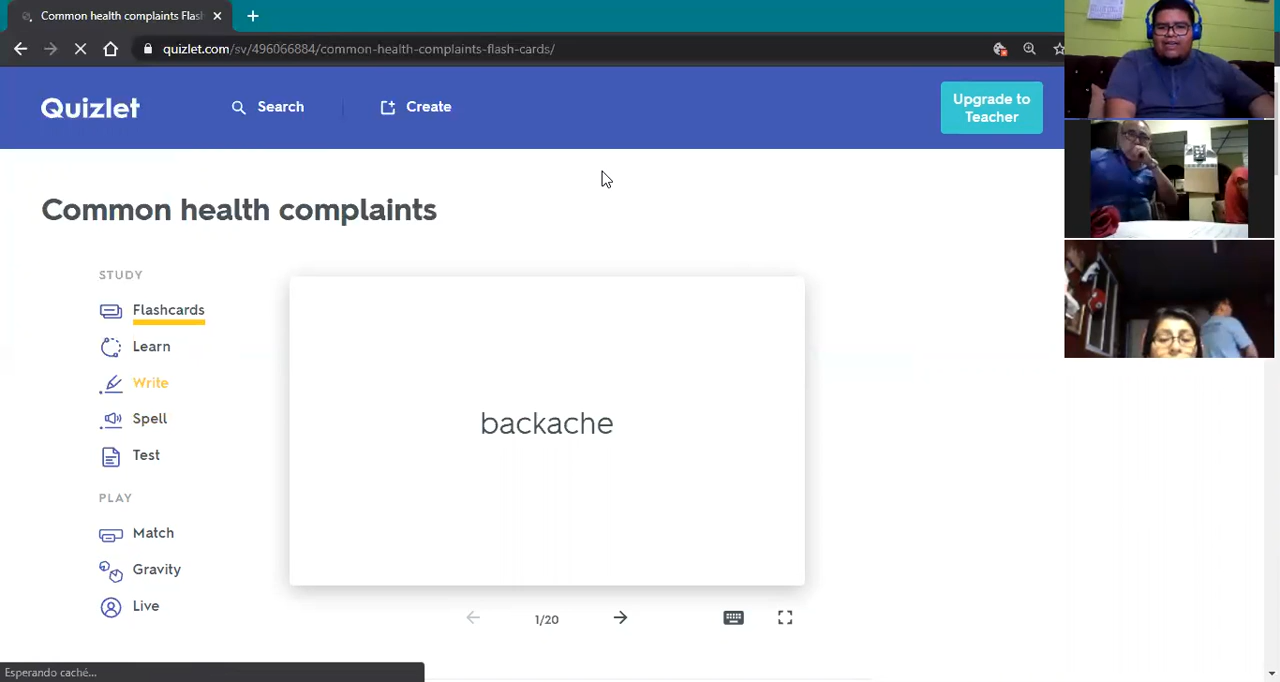 Common health complaints Flas
quizlet.com/sv/496066884/common-health-complaints-flash-cards/
Quizlet
Search
Create
Upgrade to
Teacher
Common health complaints
STUDY
Flashcards
Learn
Write
Spell
Test
PLAY
Match
Gravity
Live
backache
1/20
Esperando caché...